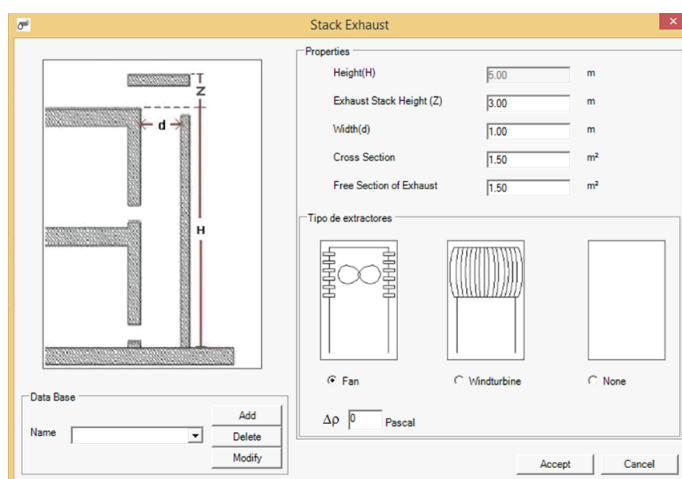 Stack Exhaust
x
Z
d
H
Properties
Height(H) 5.00 m
Exhaust Stack Height (Z) 3.00 m
Width(d) 1.00 m
Cross Section 1.50 m²
Free Section of Exhaust 1.50 m²
Tipo de extractores
Fan Windturbine None
Δρ 0 Pascal
Data Base
Name
Add
Delete
Modify
Accept Cancel